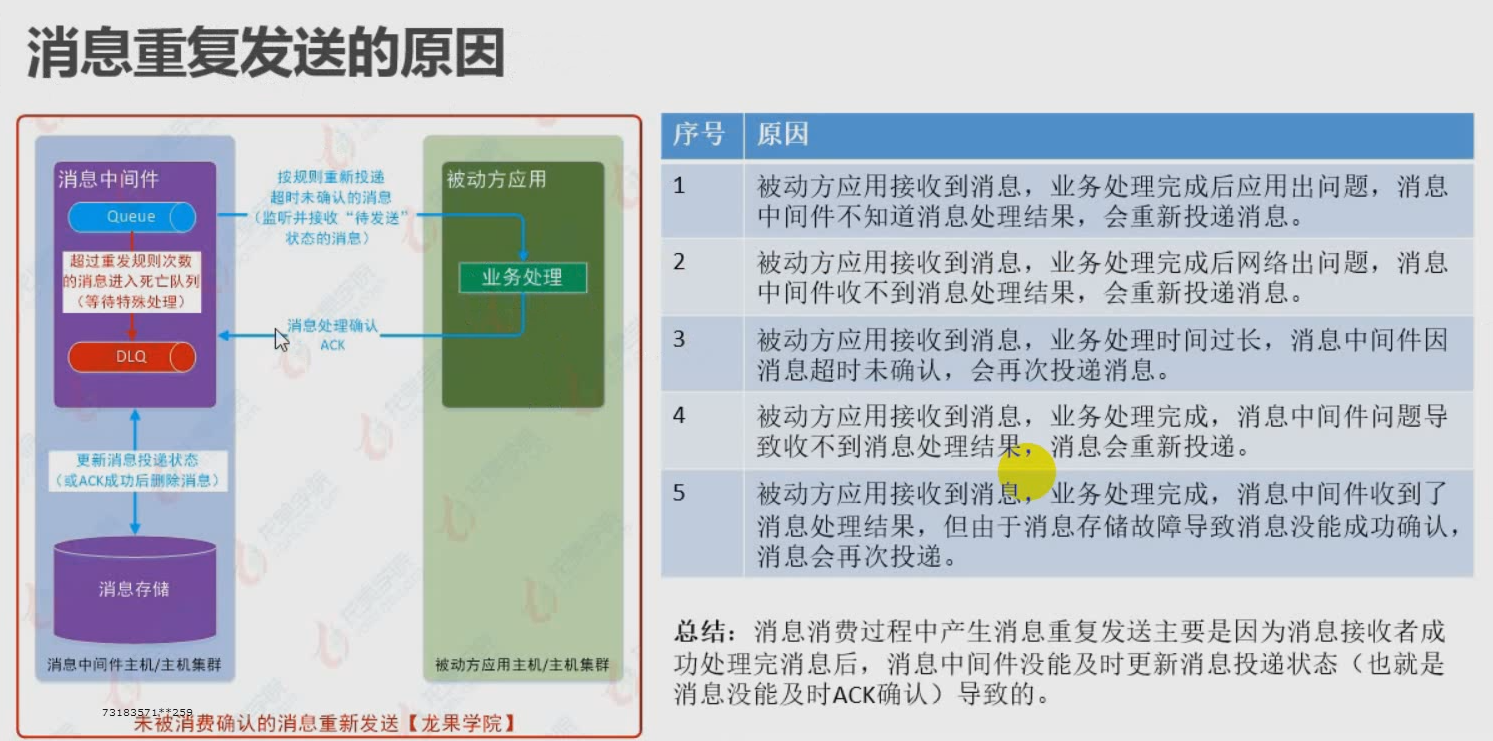 消息重复发送的原因
消息中间件
Queue
超过重发规则次数
的消息进入死亡队列
（等待特殊处理）
DLQ
更新消息投递状态
（或ACK成功后删除消息）
消息存储
消息中间件主机/主机集群
按规则重新投递
超时未确认的消息
（监听并接收“待发送”
状态的消息）
消息处理确认
ACK
被动方应用
业务处理
被动方应用主机/主机集群
73183571**259
未被消费确认的消息重新发送【龙果学院】
序号 原因
1 被动方应用接收到消息，业务处理完成后应用出问题，消息
中间件不知道消息处理结果，会重新投递消息。
2 被动方应用接收到消息，业务处理完成后网络出问题，消息
中间件收不到消息处理结果，会重新投递消息。
3 被动方应用接收到消息，业务处理时间过长，消息中间件因
消息超时未确认，会再次投递消息。
4 被动方应用接收到消息，业务处理完成，消息中间件问题导
致收不到消息处理结果，消息会重新投递。
5 被动方应用接收到消息，业务处理完成，消息中间件收到了
消息处理结果，但由于消息存储故障导致消息没能成功确认，
消息会再次投递。
总结：消息消费过程中产生消息重复发送主要是因为消息接收者成
功处理完消息后，消息中间件没能及时更新消息投递状态（也就是
消息没能及时ACK确认）导致的。